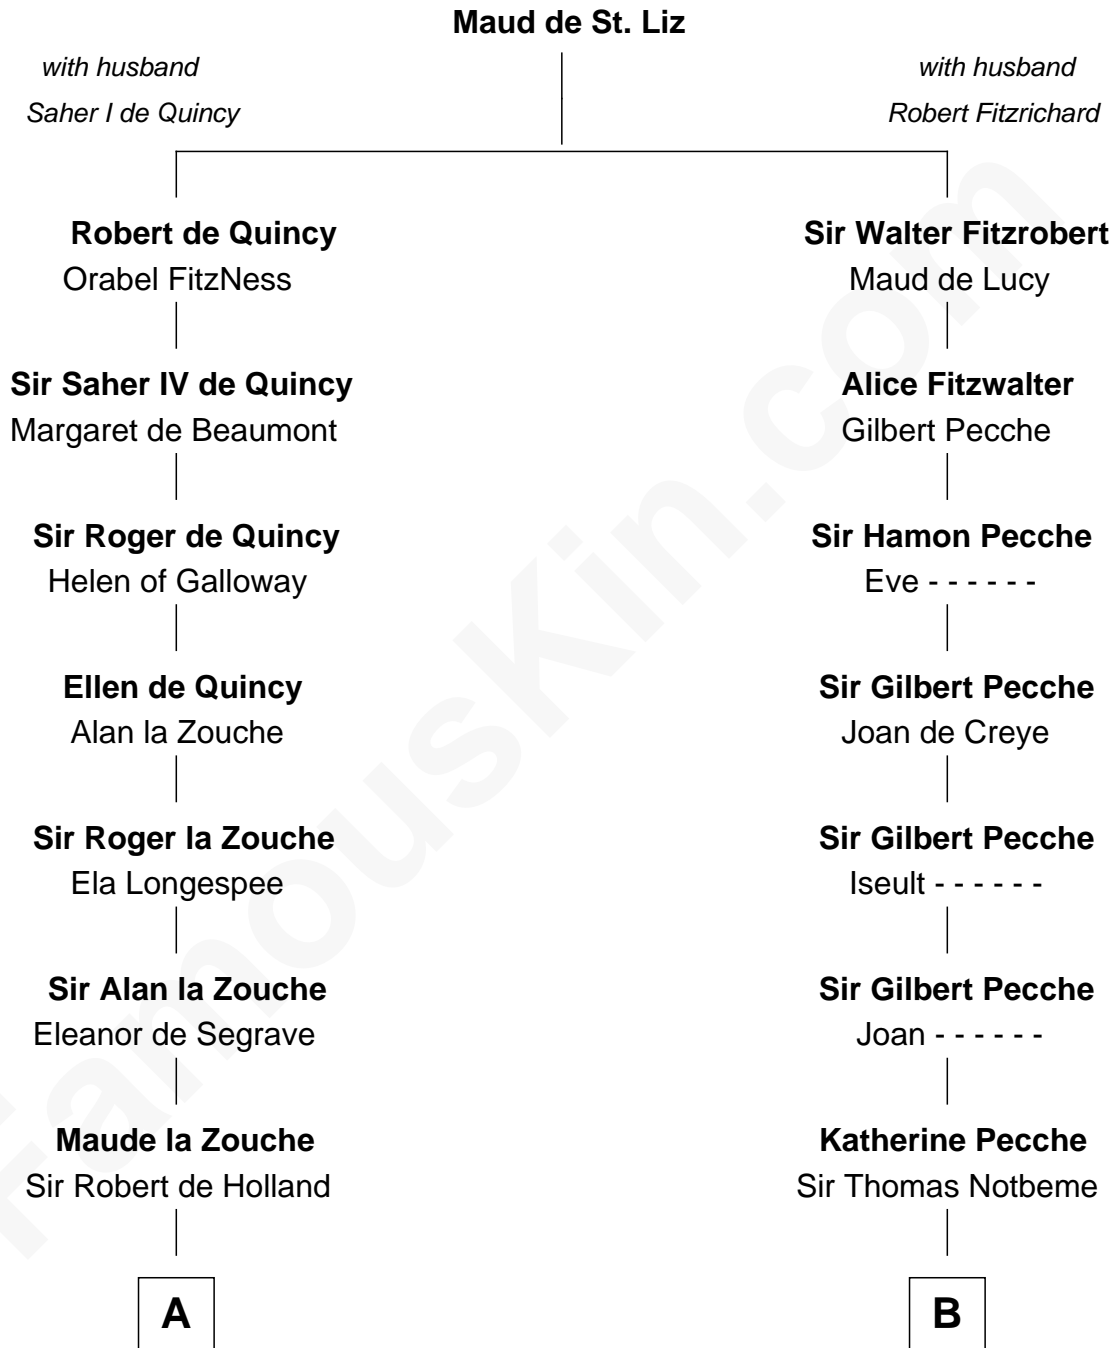 Maud de St. Liz
with husband
Saher I de Quincy
with husband
Robert Fitzrichard
Robert de Quincy
Orabel FitzNess
Sir Walter Fitzrobert
Maud de Lucy
Sir Saher IV de Quincy
Margaret de Beaumont
Alice Fitzwalter
Gilbert Pecche
Sir Roger de Quincy
Helen of Galloway
Sir Hamon Pecche
Eve - - - - - -
Ellen de Quincy
Alan la Zouche
Sir Gilbert Pecche
Joan de Creye
Sir Roger la Zouche
Ela Longespee
Sir Gilbert Pecche
Iseult - - - - - -
Sir Alan la Zouche
Eleanor de Segrave
Sir Gilbert Pecche
Joan - - - - - -
Maude la Zouche
Sir Robert de Holland
Katherine Pecche
Sir Thomas Notbeme
A
B
FamousKin.com